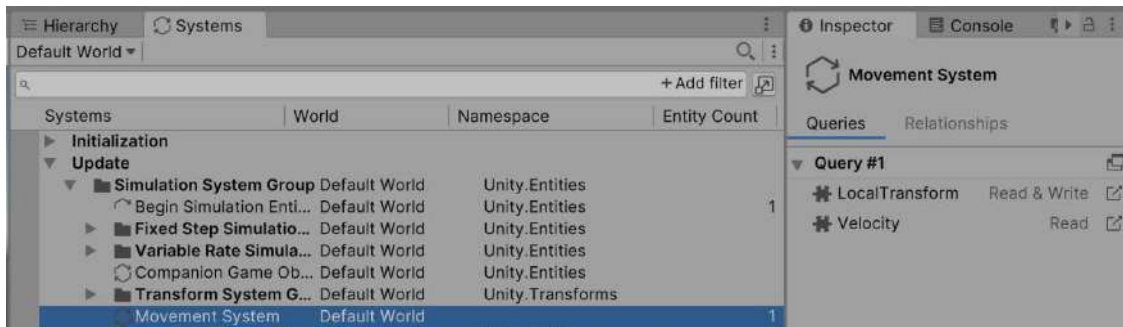 Hierarchy Systems
Default World
+ Add filter
Systems World Namespace Entity Count
Initialization
Update
Simulation System Group Default World Unity.Entities
Begin Simulation Enti... Default World Unity.Entities 1
Fixed Step Simulatio... Default World Unity.Entities
Variable Rate Simula... Default World Unity.Entities
Companion Game Ob... Default World Unity.Entities
Transform System G... Default World Unity.Transforms
Movement System Default World 1
Inspector Console
Movement System
Queries Relationships
Query #1
LocalTransform Read & Write
Velocity Read